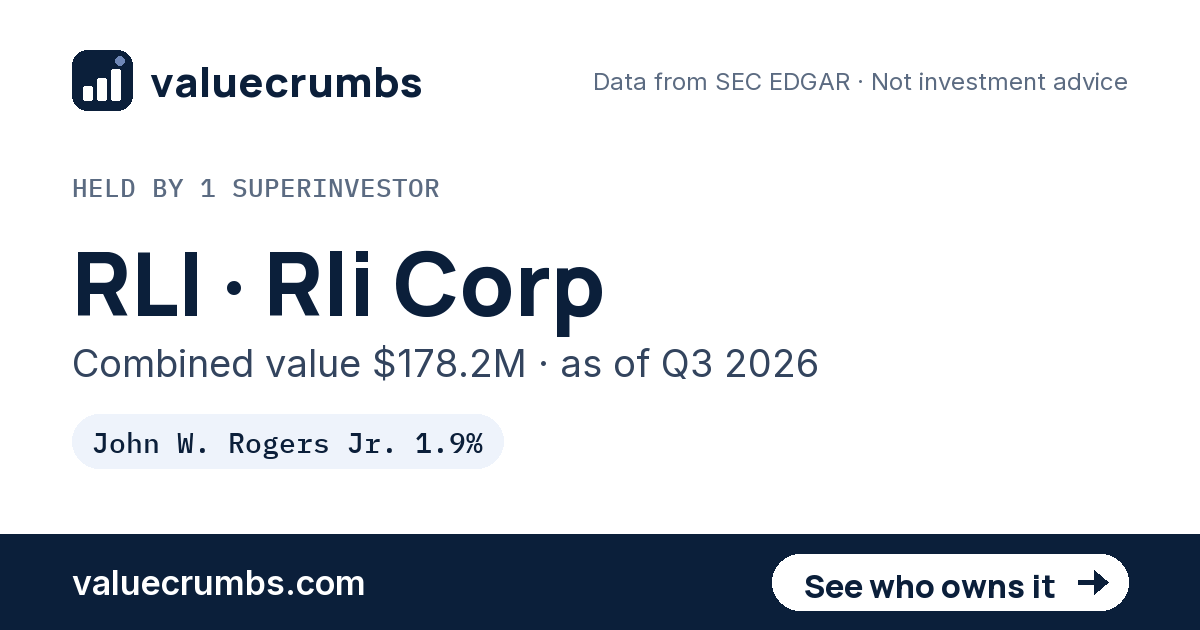 valuecrumbs
Data from SEC EDGAR · Not investment advice
HELD BY 1 SUPERINVESTOR
RLI · Rli Corp
Combined value $178.2M · as of Q3 2026
John W. Rogers Jr. 1.9%
valuecrumbs.com
See who owns it →